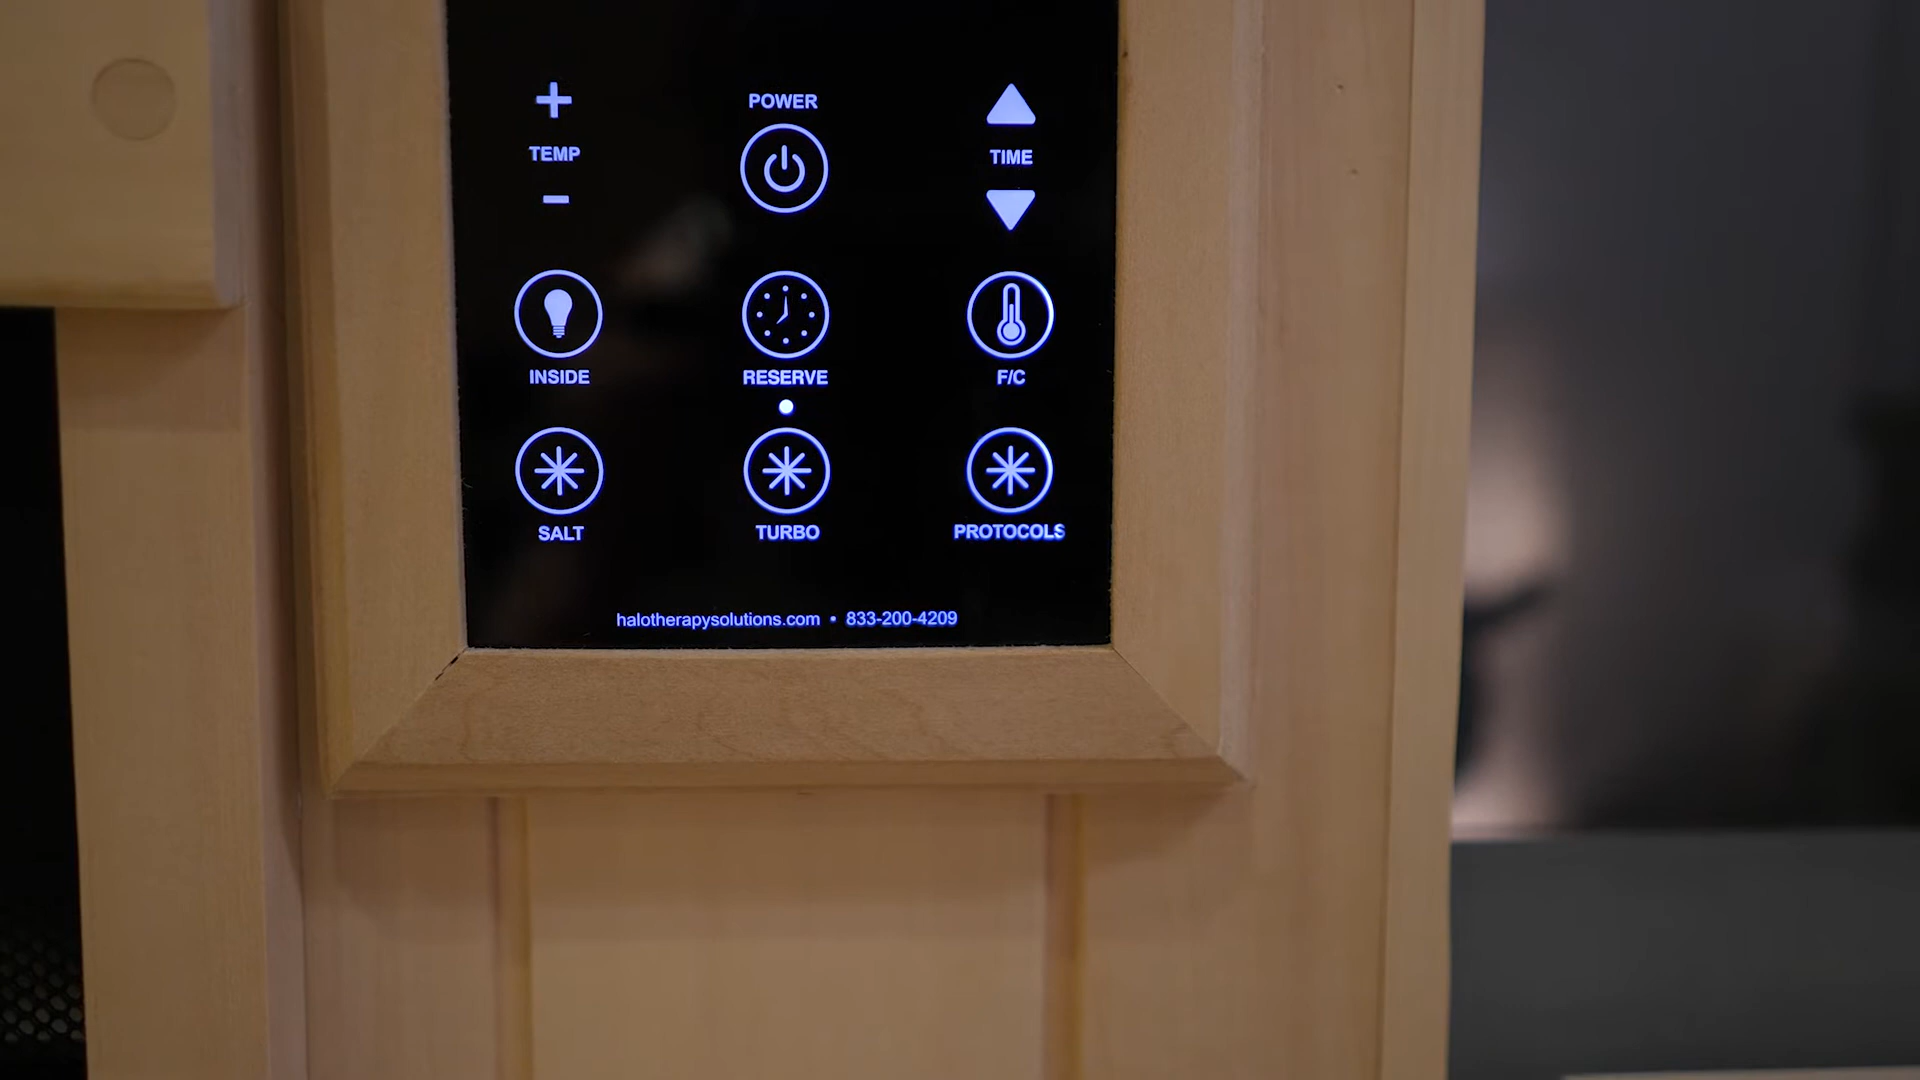 POWER
TEMP
TIME
INSIDE
RESERVE
F/C
SALT
TURBO
PROTOCOLS
halotherapysolutions.com • 833-200-4209